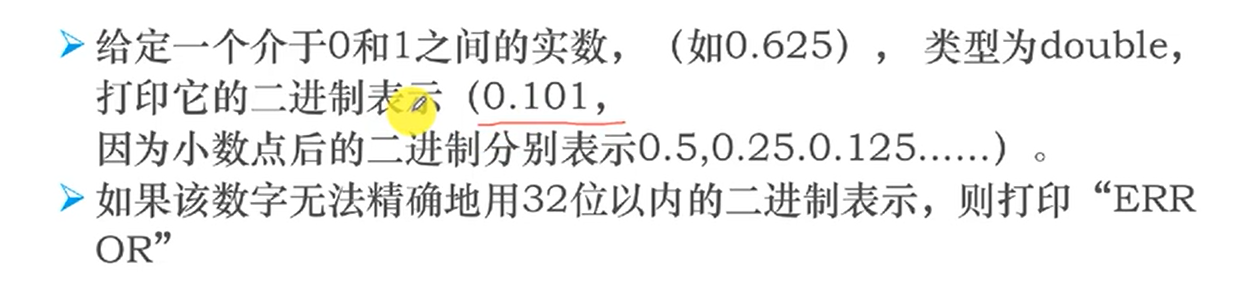 给定一个介于0和1之间的实数，（如0.625），类型为double，
打印它的二进制表示（0.101，
因为小数点后的二进制分别表示0.5,0.25.0.125……）。
如果该数字无法精确地用32位以内的二进制表示，则打印“ERR
OR”